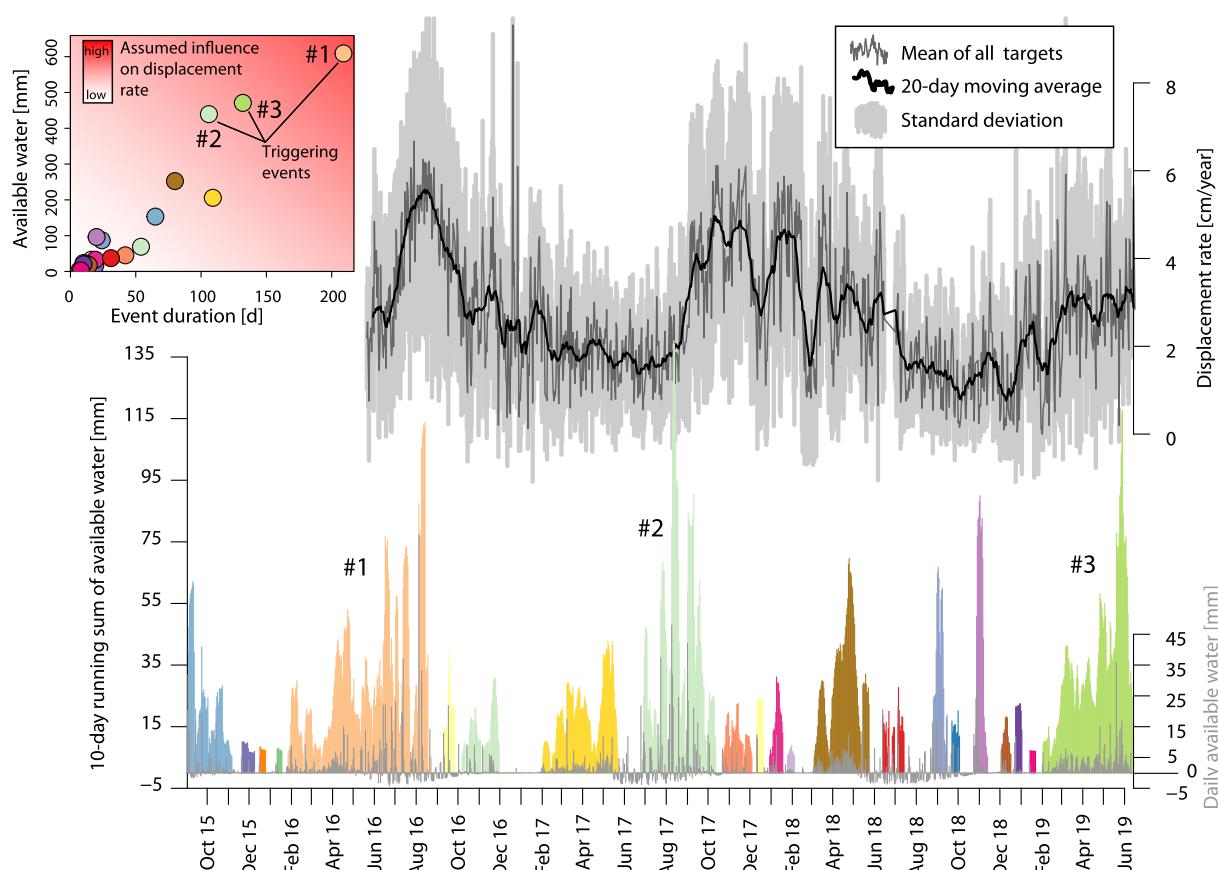 high
low
Assumed influence
on displacement
rate
#1
#3
#2
Triggering
events
600
500
400
300
200
100
0
Available water [mm]
0
50
100
150
200
Event duration [d]
Mean of all targets
20-day moving average
Standard deviation
8
6
4
2
0
Displacement rate [cm/year]
135
115
95
75
55
35
15
−5
10-day running sum of available water [mm]
#1
#2
#3
45
35
25
15
5
0
−5
Daily available water [mm]
Oct 15
Dec 15
Feb 16
Apr 16
Jun 16
Aug 16
Oct 16
Dec 16
Feb 17
Apr 17
Jun 17
Aug 17
Oct 17
Dec 17
Feb 18
Apr 18
Jun 18
Aug 18
Oct 18
Dec 18
Feb 19
Apr 19
Jun 19